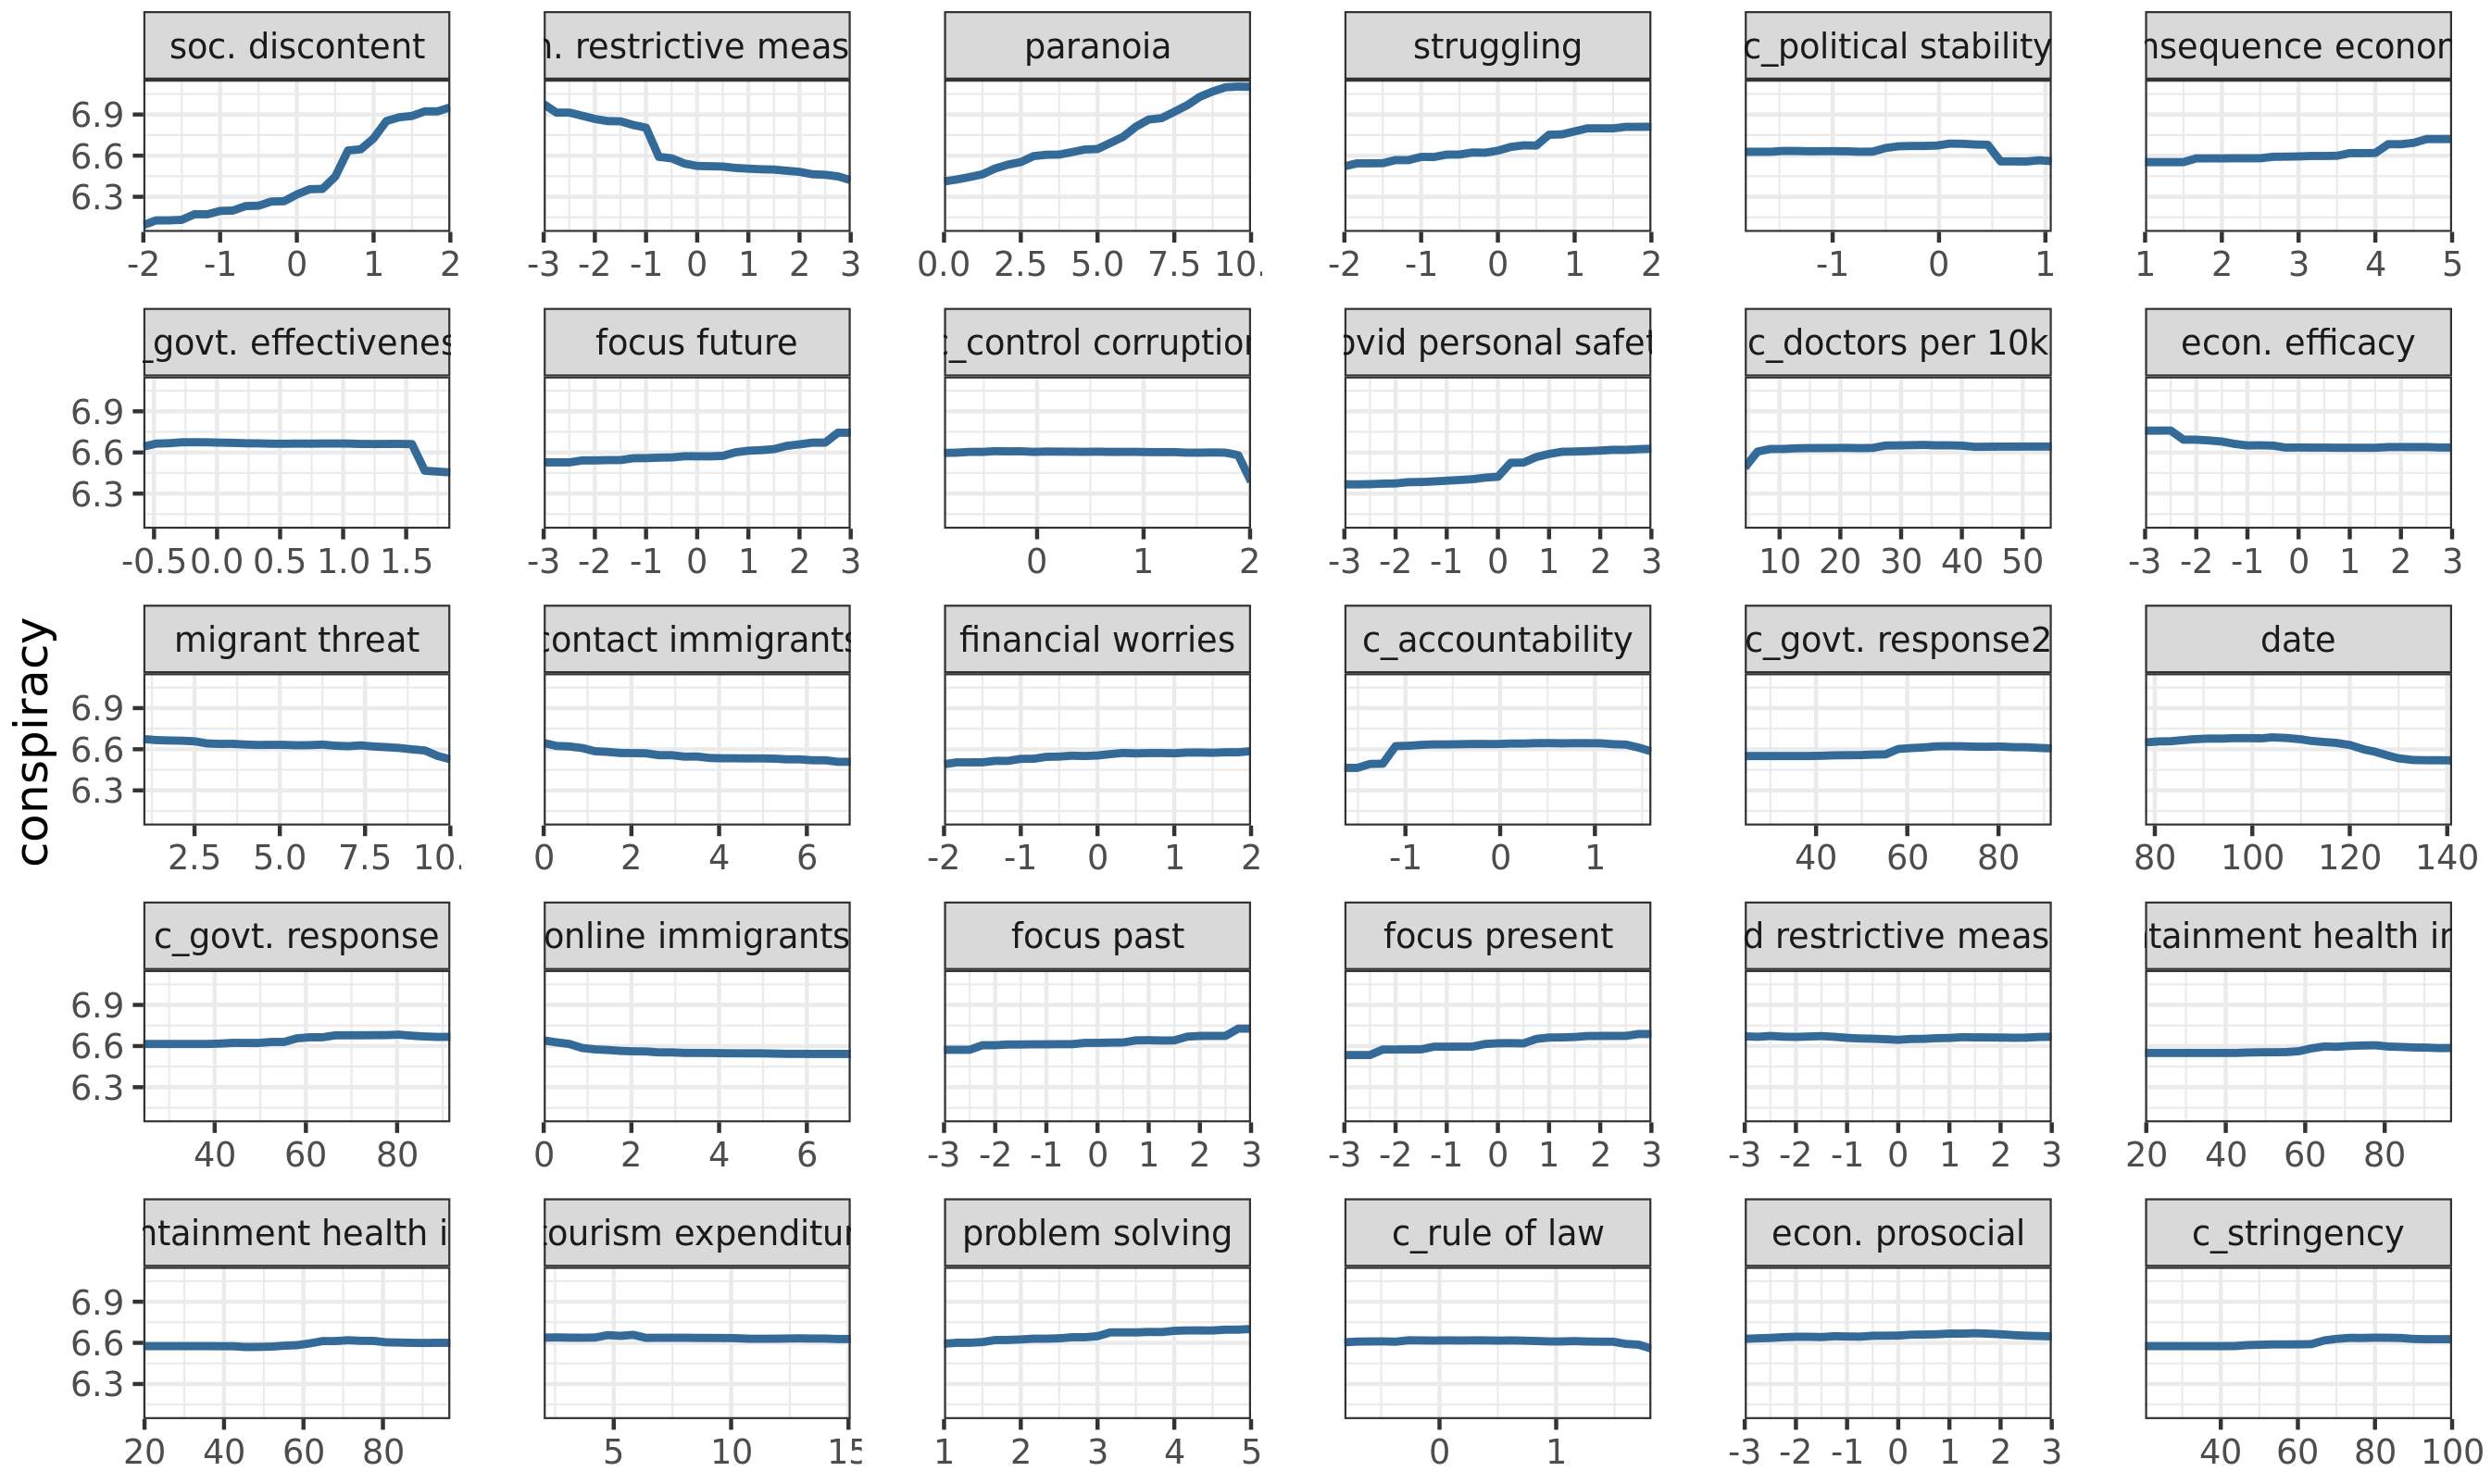 soc. discontent
n. restrictive meas
paranoia
struggling
c_political stability
nsequence econor
6.9
6.6
6.3
-2 -1 0 1 2
-3 -2 -1 0 1 2 3
0.0 2.5 5.0 7.5 10.
-2 -1 0 1 2
-1 0 1
1 2 3 4 5
_govt. effectivenes
focus future
c_control corruption
ovid personal safet
c_doctors per 10k
econ. efficacy
6.9
6.6
6.3
-0.5 0.0 0.5 1.0 1.5
-3 -2 -1 0 1 2 3
0 1 2
-3 -2 -1 0 1 2 3
10 20 30 40 50
-3 -2 -1 0 1 2 3
conspiracy
migrant threat
contact immigrants
financial worries
c_accountability
c_govt. response2
date
6.9
6.6
6.3
2.5 5.0 7.5 10.
0 2 4 6
-2 -1 0 1 2
-1 0 1
40 60 80
80 100 120 140
c_govt. response
online immigrants
focus past
focus present
d restrictive meas
tainment health in
6.9
6.6
6.3
40 60 80
0 2 4 6
-3 -2 -1 0 1 2 3
-3 -2 -1 0 1 2 3
-3 -2 -1 0 1 2 3
20 40 60 80
ntainment health i
tourism expenditur
problem solving
c_rule of law
econ. prosocial
c_stringency
6.9
6.6
6.3
20 40 60 80
5 10 15
1 2 3 4 5
0 1
-3 -2 -1 0 1 2 3
40 60 80 100